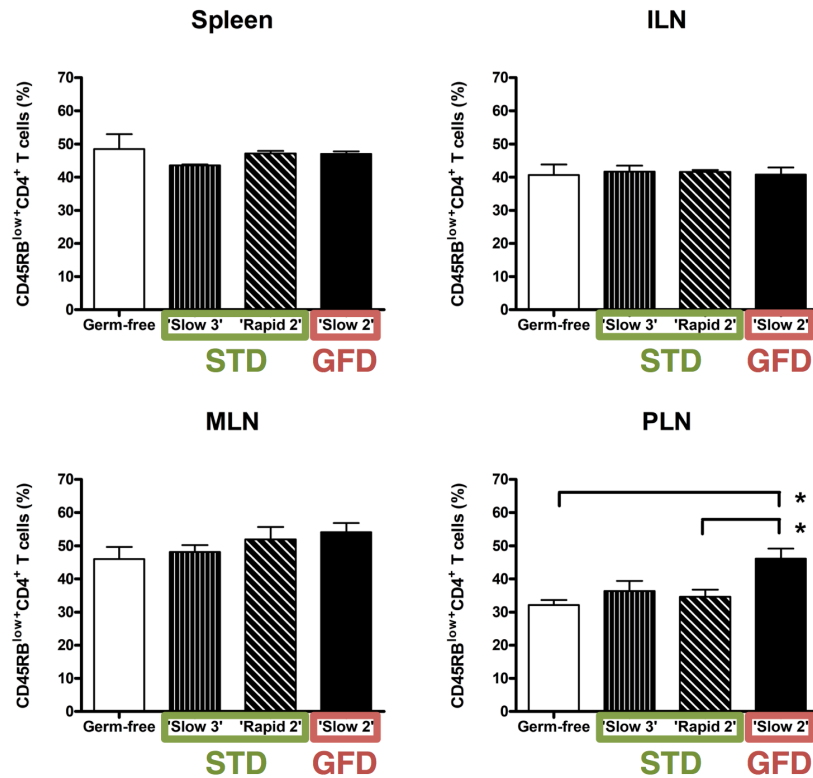 Spleen
CD45RBlow+CD4+ T cells (%)
70
60
50
40
30
20
10
0
Germ-free 'Slow 3' 'Rapid 2' 'Slow 2'
STD GFD
ILN
CD45RBlow+CD4+ T cells (%)
70
60
50
40
30
20
10
0
Germ-free 'Slow 3' 'Rapid 2' 'Slow 2'
STD GFD
MLN
CD45RBlow+CD4+ T cells (%)
70
60
50
40
30
20
10
0
Germ-free 'Slow 3' 'Rapid 2' 'Slow 2'
STD GFD
PLN
CD45RBlow+CD4+ T cells (%)
70
60
50
40
30
20
10
0
*
*
Germ-free 'Slow 3' 'Rapid 2' 'Slow 2'
STD GFD